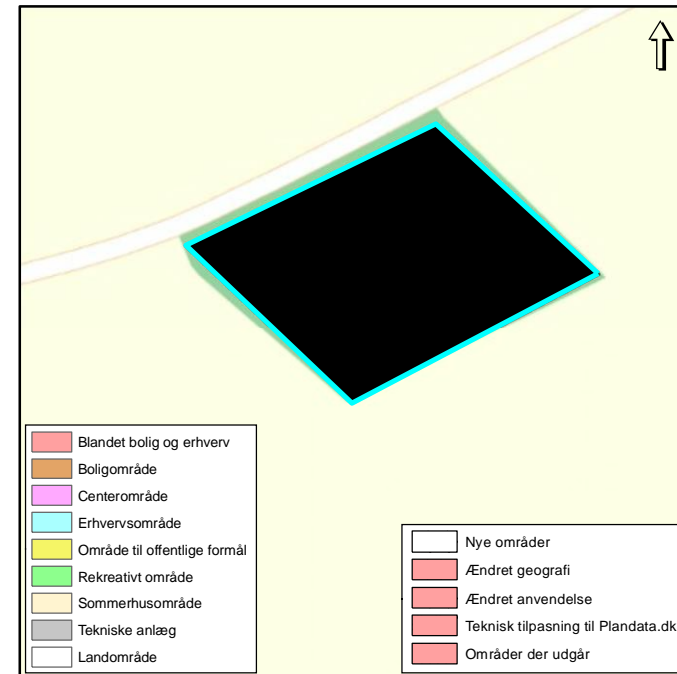 Blandet bolig og erhverv
Boligområde
Centerområde
Erhvervsområde
Område til offentlige formål
Rekreativt område
Sommerhusområde
Tekniske anlæg
Landområde
Nye områder
Ændret geografi
Ændret anvendelse
Teknisk tilpasning til Plandata.dk
Områder der udgår